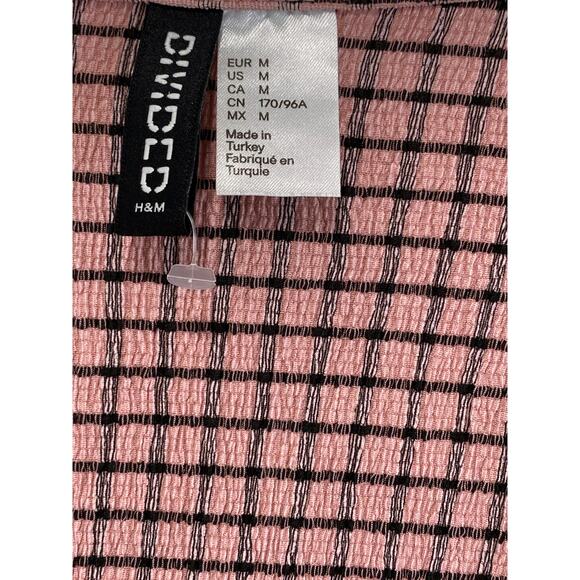 DIVIDED
H&M
EUR M
US M
CA M
CN 170/96A
MX M
Made in
Turkey
Fabriqué en
Turquie